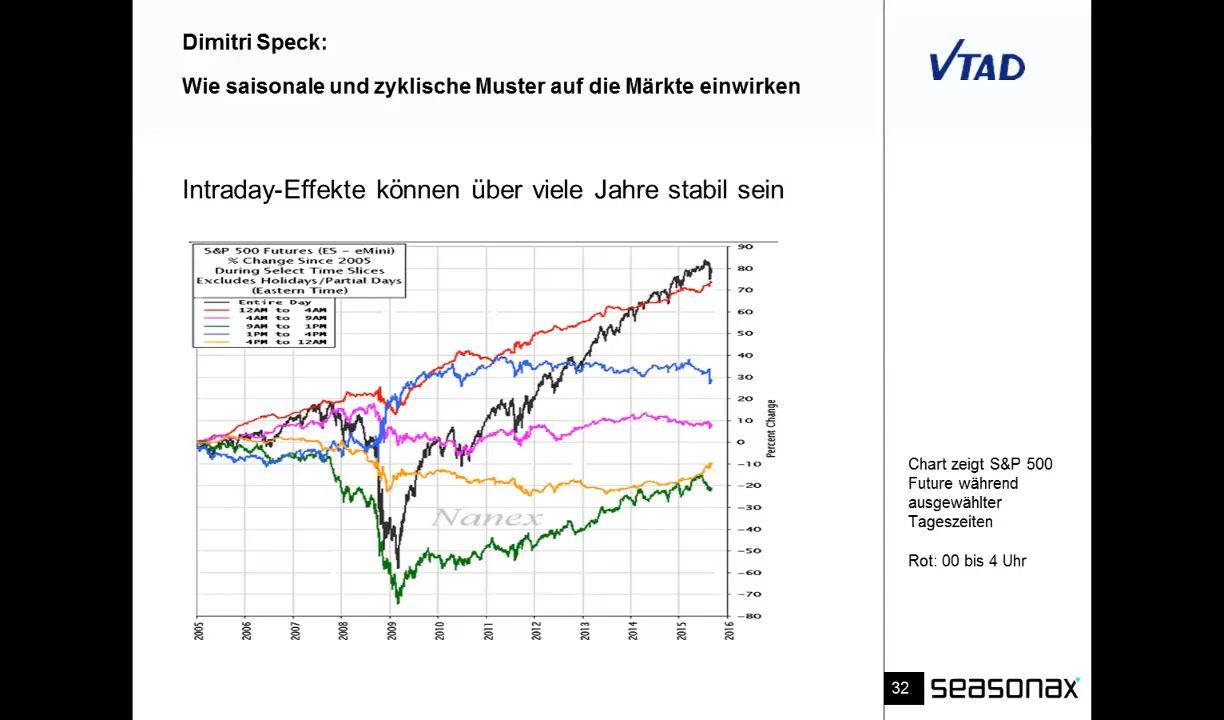 Dimitri Speck:
Wie saisonale und zyklische Muster auf die Märkte einwirken
VTAD
Intraday-Effekte können über viele Jahre stabil sein
S&P 500 Futures (ES - eMini)
% Change Since 2005
During Select Time Slices
Excludes Holidays/Partial Days
(Eastern Time)
Entire Day
12AM to 4AM
4AM to 9AM
9AM to 1PM
1PM to 4PM
4PM to 12AM
90
80
70
60
50
40
30
20
10
0
-10
-20
-30
-40
-50
-60
-70
-80
Percent Change
Nanex
2005
2006
2007
2008
2009
2010
2011
2012
2013
2014
2015
2016
Chart zeigt S&P 500
Future während
ausgewählter
Tageszeiten
Rot: 00 bis 4 Uhr
32
seasonax